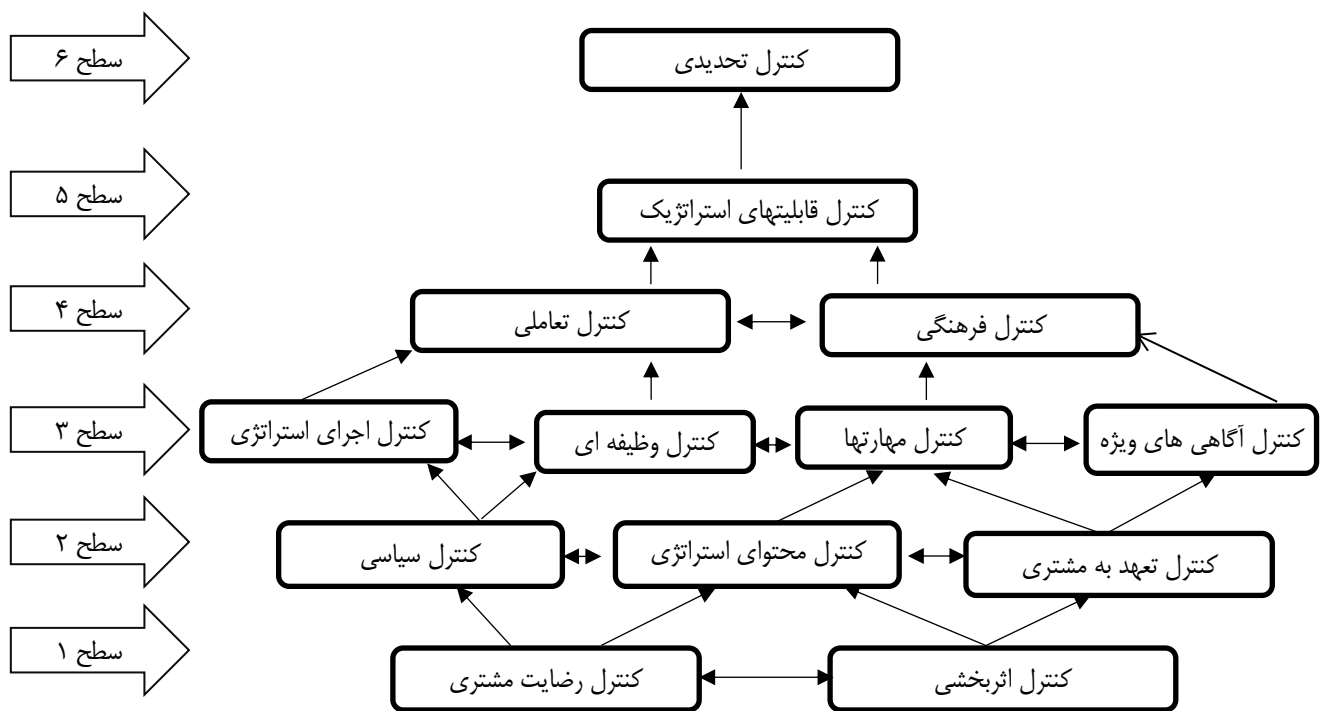 سطح ۶
کنترل تحدیدی
سطح ۵
کنترل قابلیتهای استراتژیک
سطح ۴
کنترل فرهنگی
کنترل تعاملی
سطح ۳
کنترل آگاهی های ویژه
کنترل مهارتها
کنترل وظیفه ای
کنترل اجرای استراتژی
سطح ۲
کنترل تعهد به مشتری
کنترل محتوای استراتژی
کنترل سیاسی
سطح ۱
کنترل اثربخشی
کنترل رضایت مشتری